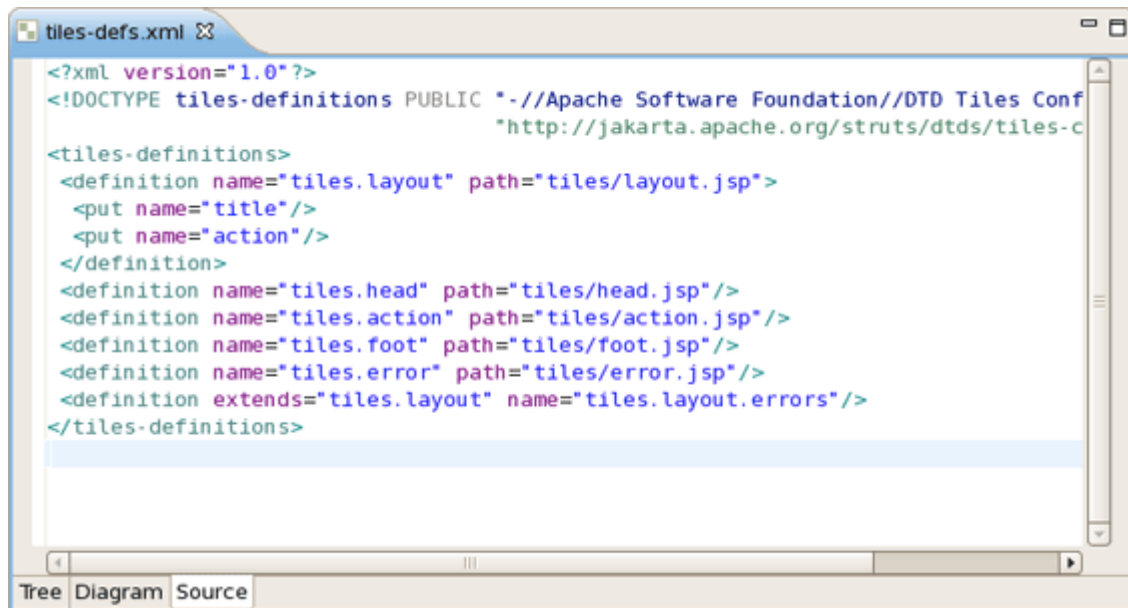 tiles-defs.xml
<?xml version="1.0"?>
<!DOCTYPE tiles-definitions PUBLIC "-//Apache Software Foundation//DTD Tiles Conf
"http://jakarta.apache.org/struts/dtds/tiles-c
<tiles-definitions>
<definition name="tiles.layout" path="tiles/layout.jsp">
<put name="title"/>
<put name="action"/>
</definition>
<definition name="tiles.head" path="tiles/head.jsp"/>
<definition name="tiles.action" path="tiles/action.jsp"/>
<definition name="tiles.foot" path="tiles/foot.jsp"/>
<definition name="tiles.error" path="tiles/error.jsp"/>
<definition extends="tiles.layout" name="tiles.layout.errors"/>
</tiles-definitions>
Tree Diagram Source